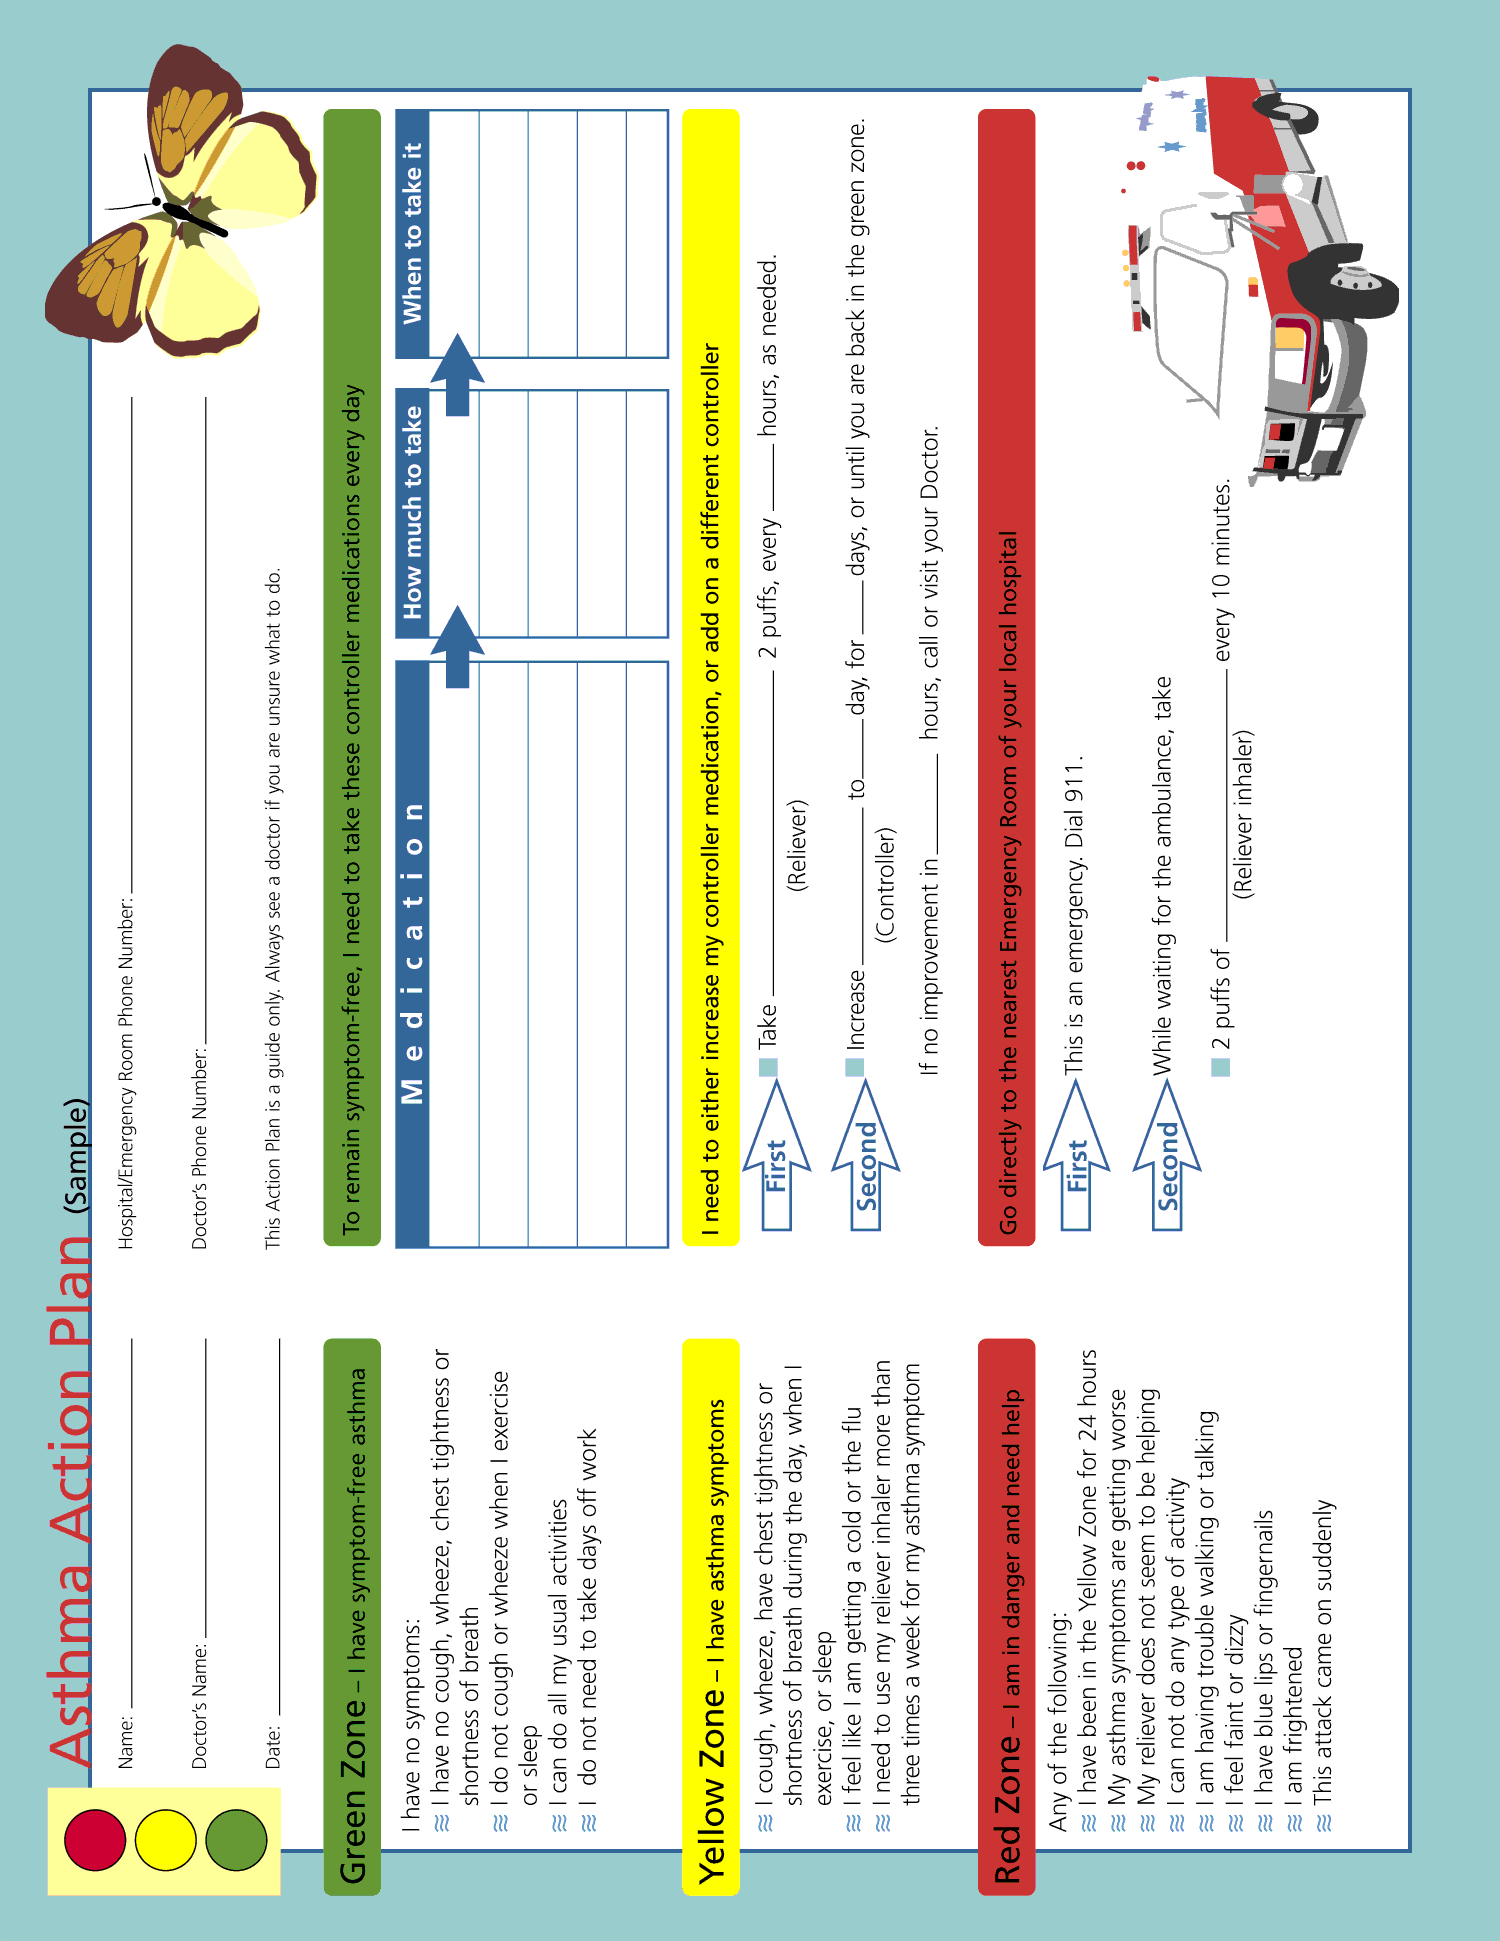 Asthma Action Plan (Sample)
Name:
Hospital/Emergency Room Phone Number:
Doctor's Name:
Doctor's Phone Number:
Date:
This Action Plan is a guide only. Always see a doctor if you are unsure what to do.
Green Zone – I have symptom-free asthma
I have no symptoms:
≋ I have no cough, wheeze, chest tightness or
shortness of breath
≋ I do not cough or wheeze when I exercise
or sleep
≋ I can do all my usual activities
≋ I do not need to take days off work
To remain symptom-free, I need to take these controller medications every day
Medication
How much to take
When to take it
Yellow Zone – I have asthma symptoms
≋ I cough, wheeze, have chest tightness or
shortness of breath during the day, when I
exercise, or sleep
≋ I feel like I am getting a cold or the flu
≋ I need to use my reliever inhaler more than
three times a week for my asthma symptom
I need to either increase my controller medication, or add on a different controller
First
Take ____ 2 puffs, every ____ hours, as needed.
(Reliever)
Second
Increase ____ to ____ day, for ____ days, or until you are back in the green zone.
(Controller)
If no improvement in ____ hours, call or visit your Doctor.
Red Zone – I am in danger and need help
Any of the following:
≋ I have been in the Yellow Zone for 24 hours
≋ My asthma symptoms are getting worse
≋ My reliever does not seem to be helping
≋ I can not do any type of activity
≋ I am having trouble walking or talking
≋ I feel faint or dizzy
≋ I have blue lips or fingernails
≋ I am frightened
≋ This attack came on suddenly
Go directly to the nearest Emergency Room of your local hospital
First
This is an emergency. Dial 911.
Second
While waiting for the ambulance, take
2 puffs of ____ every 10 minutes.
(Reliever inhaler)